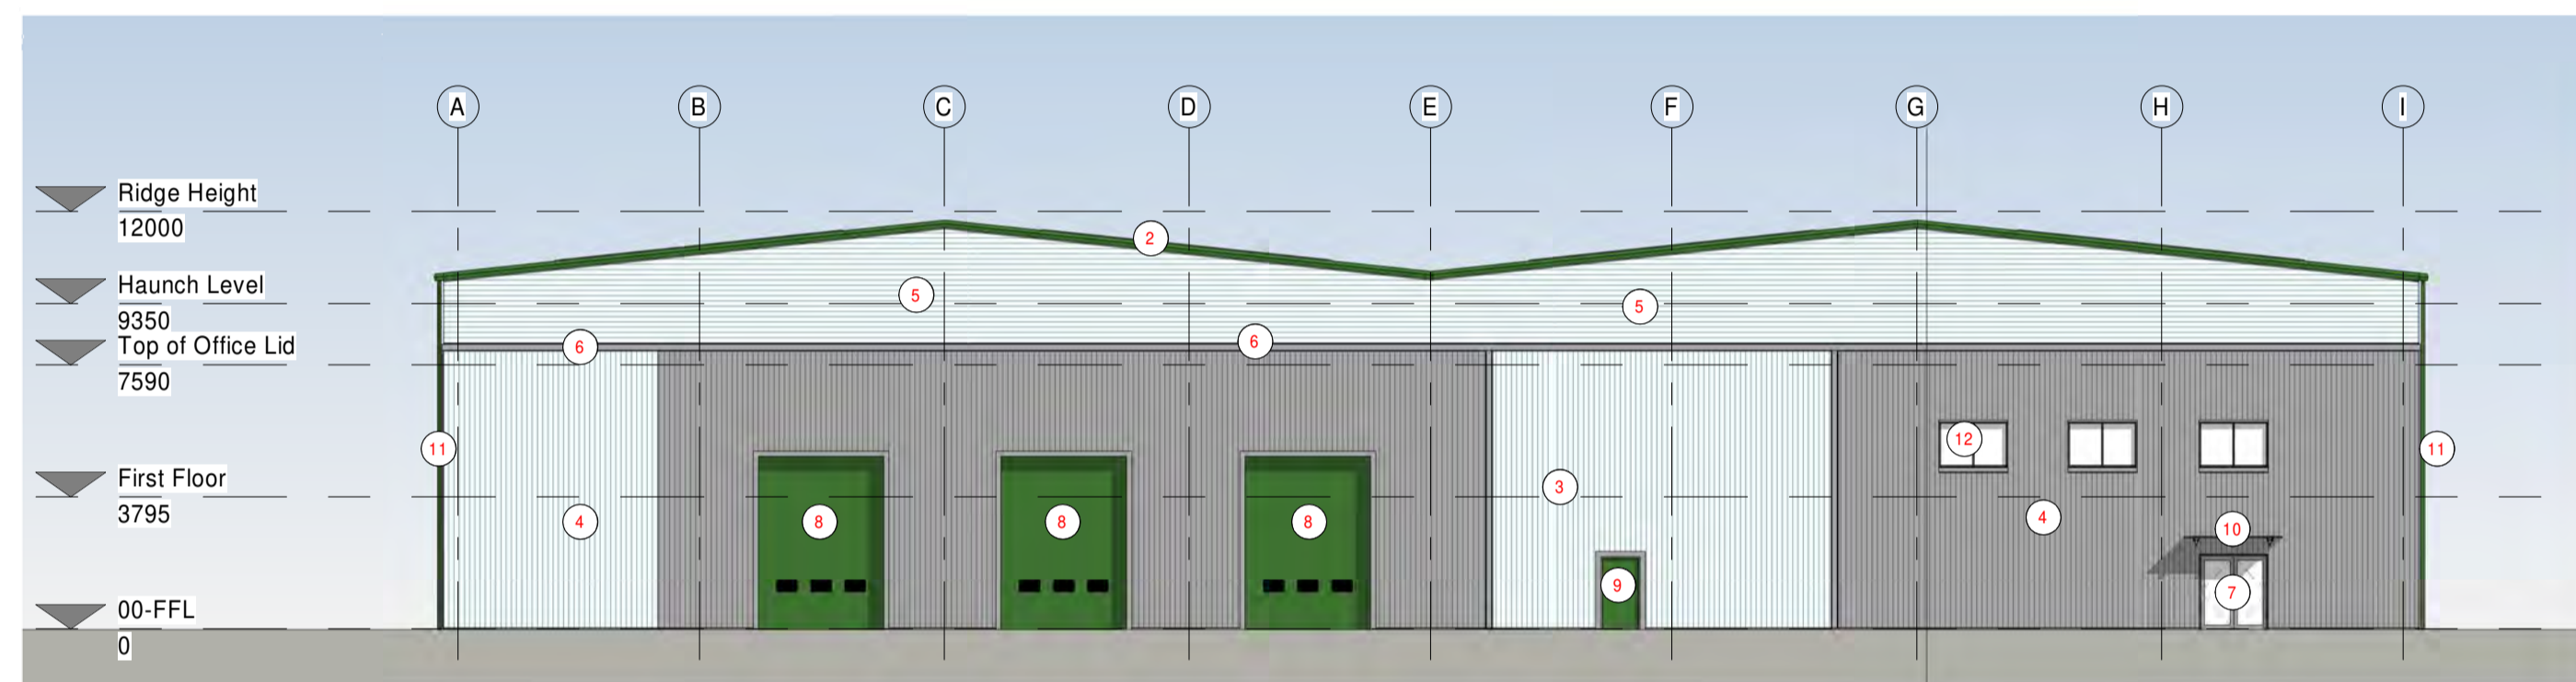 A B C D E F G H I
Ridge Height
12000
2
Haunch Level
5 5
9350
Top of Office Lid
6 6
7590
12
11 11
First Floor
3
3795
4 8 8 8 4
10
9 7
00-FFL
0